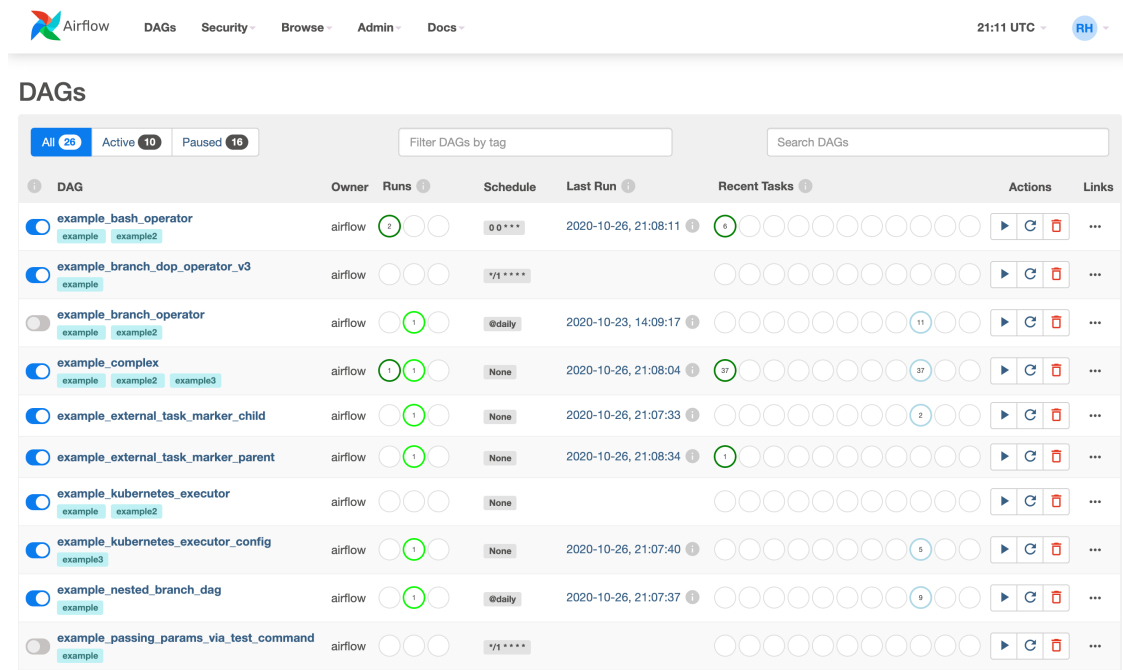 Airflow DAGs Security Browse Admin Docs 21:11 UTC RH
DAGs
All 26 Active 10 Paused 16 Filter DAGs by tag Search DAGs
DAG Owner Runs Schedule Last Run Recent Tasks Actions Links
example_bash_operator
airflow 2 0 0 * * * 2020-10-26, 21:08:11 6
example example2
example_branch_dop_operator_v3
airflow */1 * * * *
example
example_branch_operator
airflow 1 @daily 2020-10-23, 14:09:17 11
example example2
example_complex
airflow 1 1 None 2020-10-26, 21:08:04 37 37
example example2 example3
example_external_task_marker_child airflow 1 None 2020-10-26, 21:07:33 2
example_external_task_marker_parent airflow 1 None 2020-10-26, 21:08:34 1
example_kubernetes_executor
airflow None
example example2
example_kubernetes_executor_config
airflow 1 None 2020-10-26, 21:07:40 5
example3
example_nested_branch_dag
airflow 1 @daily 2020-10-26, 21:07:37 9
example
example_passing_params_via_test_command
airflow */1 * * * *
example